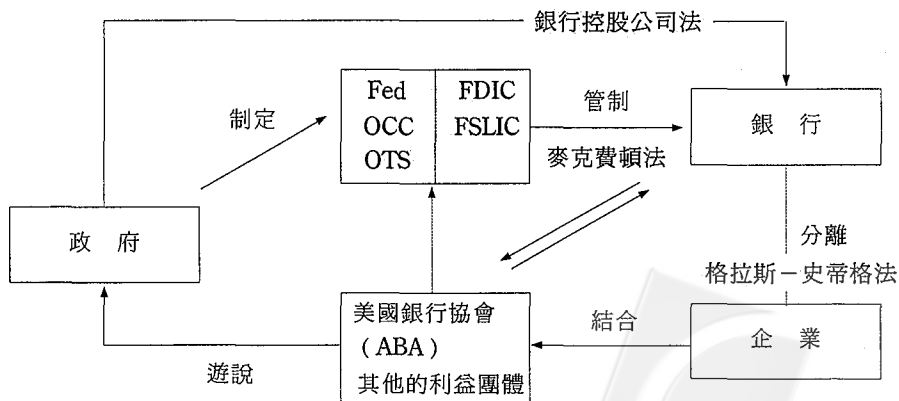 銀行控股公司法
Fed FDIC
OCC FSLIC
OTS
制定
管制
麥克費頓法
銀 行
政 府
分離
格拉斯－史帝格法
美國銀行協會
(ABA)
其他的利益團體
結合
企 業
遊說